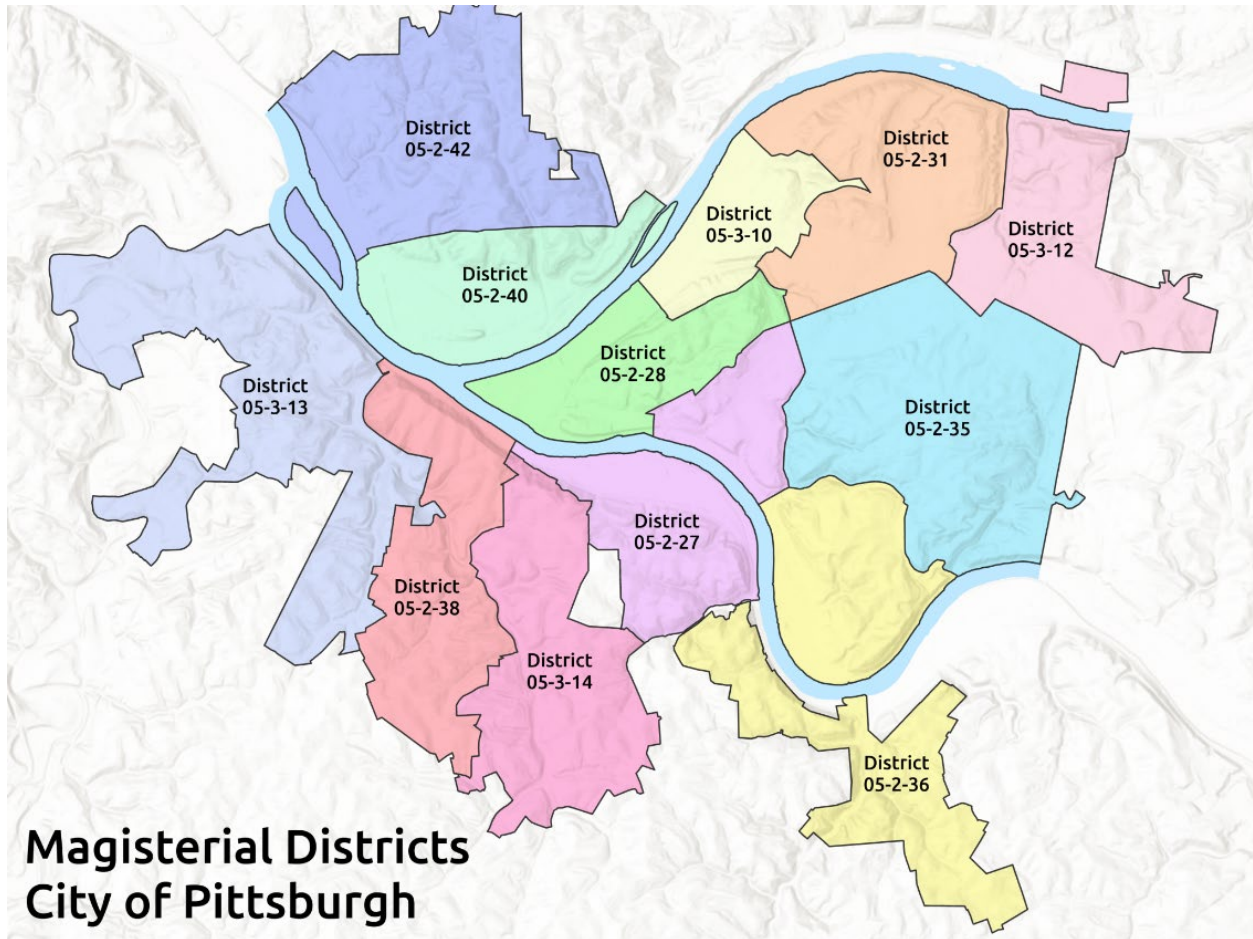 District
05-2-42
District
05-2-31
District
05-3-10
District
05-3-12
District
05-2-40
District
05-2-28
District
05-3-13
District
05-2-35
District
05-2-27
District
05-2-38
District
05-3-14
District
05-2-36
Magisterial Districts
City of Pittsburgh